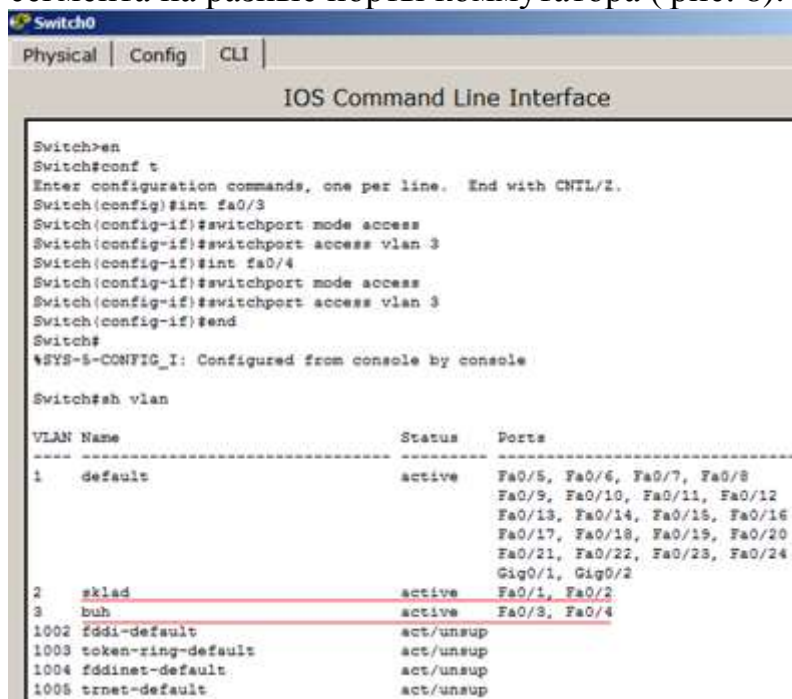 сегмента на разные порты коммутатора ( рис. 8).
Switch0
Physical Config CLI
IOS Command Line Interface
Switch>en
Switch#conf t
Enter configuration commands, one per line. End with CNTL/Z.
Switch(config)#int fa0/3
Switch(config-if)#switchport mode access
Switch(config-if)#switchport access vlan 3
Switch(config-if)#int fa0/4
Switch(config-if)#switchport mode access
Switch(config-if)#switchport access vlan 3
Switch(config-if)#end
Switch#
%SYS-5-CONFIG_I: Configured from console by console
Switch#sh vlan
VLAN Name Status Ports
---- -------------------------------- --------- -------------------------------
1 default active Fa0/5, Fa0/6, Fa0/7, Fa0/8
Fa0/9, Fa0/10, Fa0/11, Fa0/12
Fa0/13, Fa0/14, Fa0/15, Fa0/16
Fa0/17, Fa0/18, Fa0/19, Fa0/20
Fa0/21, Fa0/22, Fa0/23, Fa0/24
Gig0/1, Gig0/2
2 sklad active Fa0/1, Fa0/2
3 buh active Fa0/3, Fa0/4
1002 fddi-default act/unsup
1003 token-ring-default act/unsup
1004 fddinet-default act/unsup
1005 trnet-default act/unsup